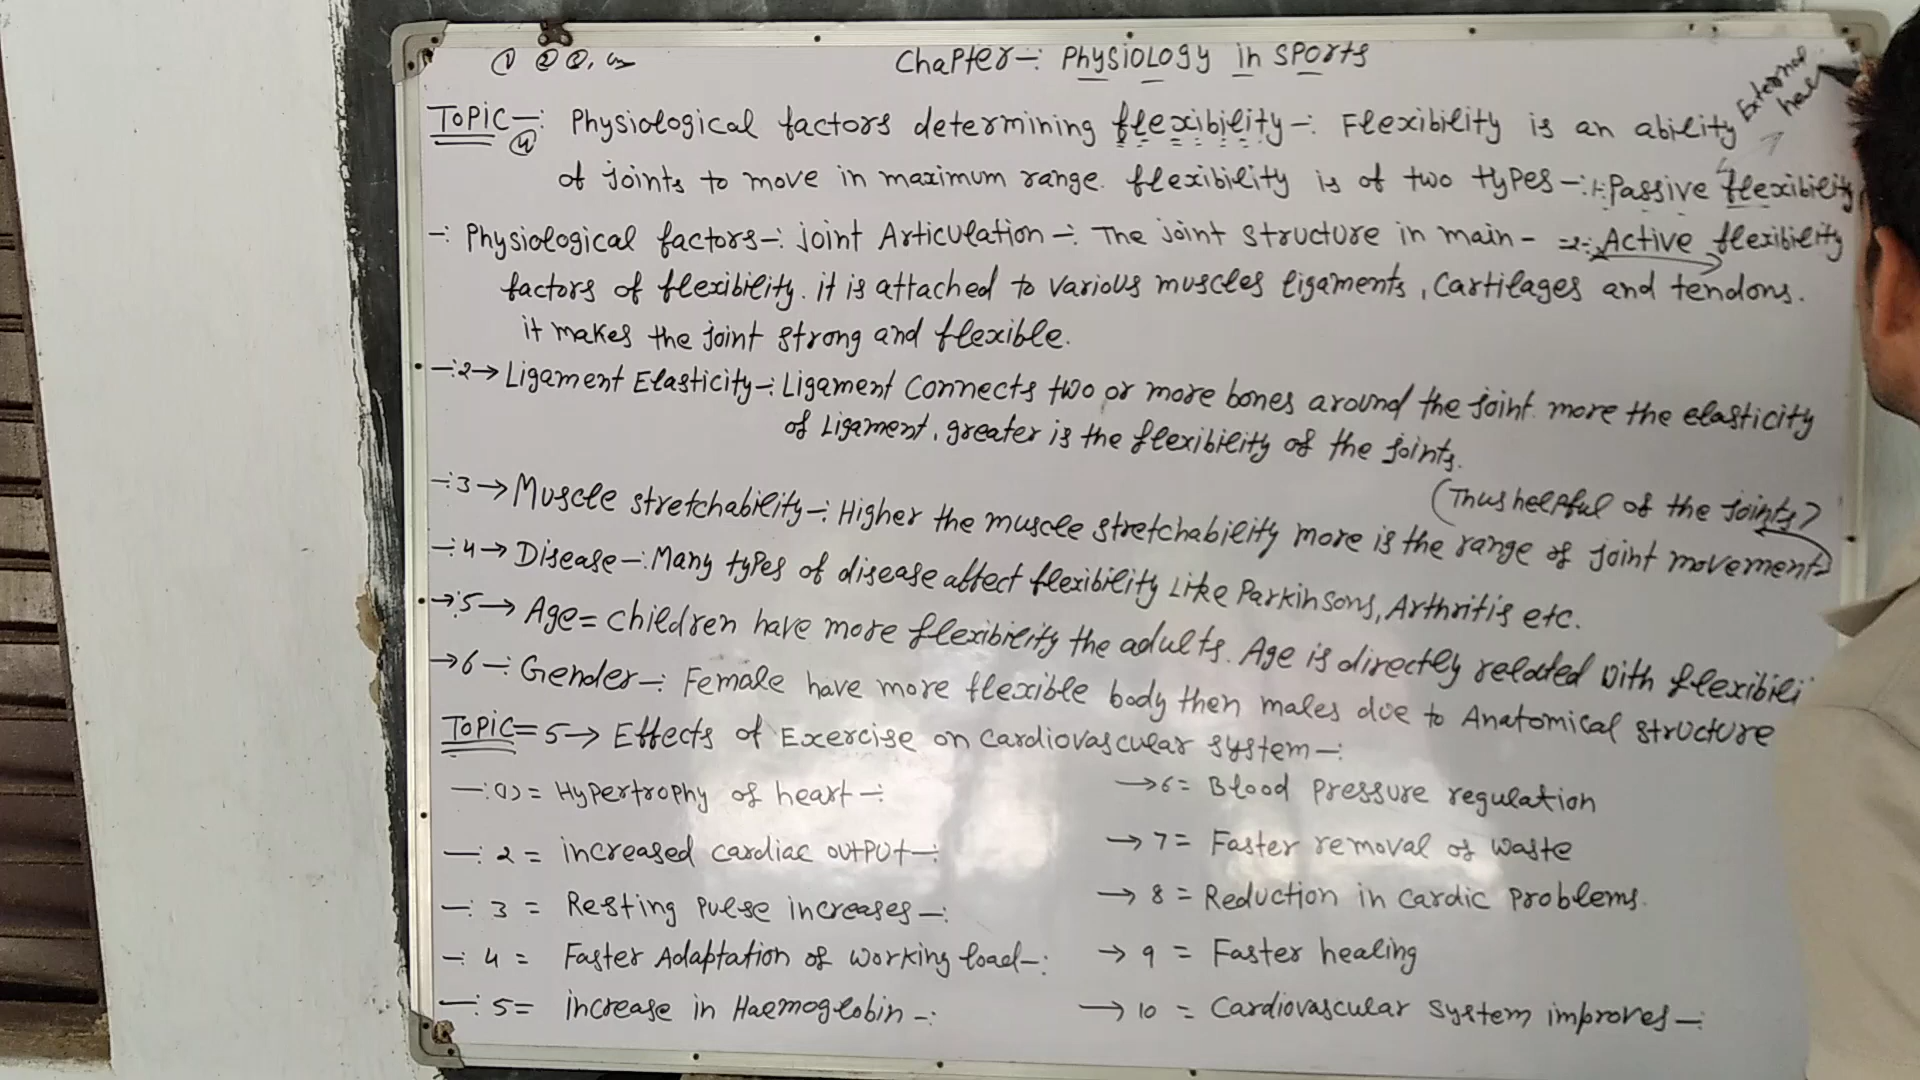 ① ② ③,
Chapter-: Physiology in Sports
External
Topic-: Physiological factors determining flexibility-: Flexibility is an ability
④
of joints to move in maximum range. flexibility is of two types-: 1-: Passive flexibility
-: Physiological factors-: joint Articulation-: The joint structure in main- =2-: Active flexibility
factors of flexibility. it is attached to various muscles ligaments, cartilages and tendons.
it makes the joint strong and flexible.
-:2→ Ligament Elasticity-: Ligament Connects two or more bones around the joint more the elasticity
of Ligament, greater is the flexibility of the joints.
(Thus helpful of the joints)
-:3→ Muscle stretchability-: Higher the muscle stretchability more is the range of joint movement
-:4→ Disease-: Many types of disease affect flexibility Like Parkinsons, Arthritis etc.
→:5→ Age= children have more flexibility the adults. Age is directly related with flexibili
→6-: Gender-: Female have more flexible body then males due to Anatomical structure
Topic=5→ Effects of Exercise on cardiovascular system-:
-:1)= Hypertrophy of heart-:
-: 2 = increased cardiac output-:
-: 3 = Resting pulse increases-:
-: 4 = Faster Adaptation of working load-:
-: 5= increase in Haemoglobin-:
→6= Blood pressure regulation
→7= Faster removal of waste
→8= Reduction in cardic problems.
→9= Faster healing
→10= Cardiovascular system improves-: